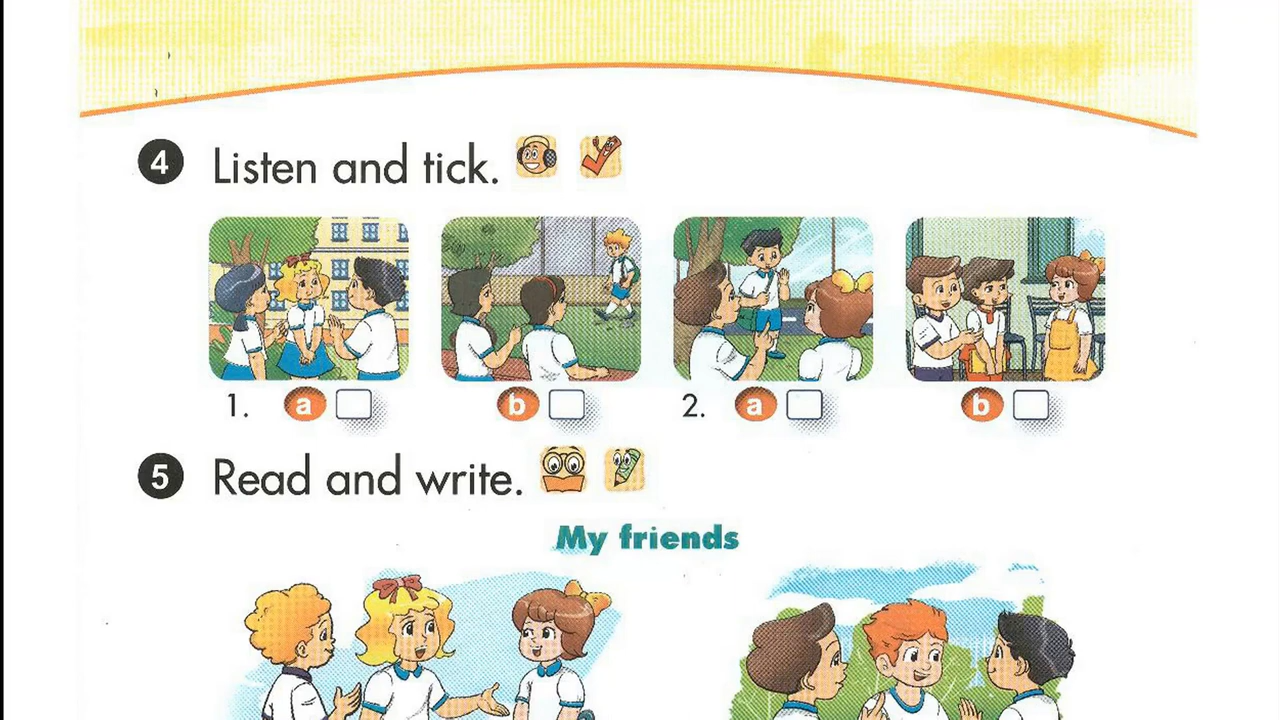 4 Listen and tick.
1. a b 2. a b
5 Read and write.
My friends